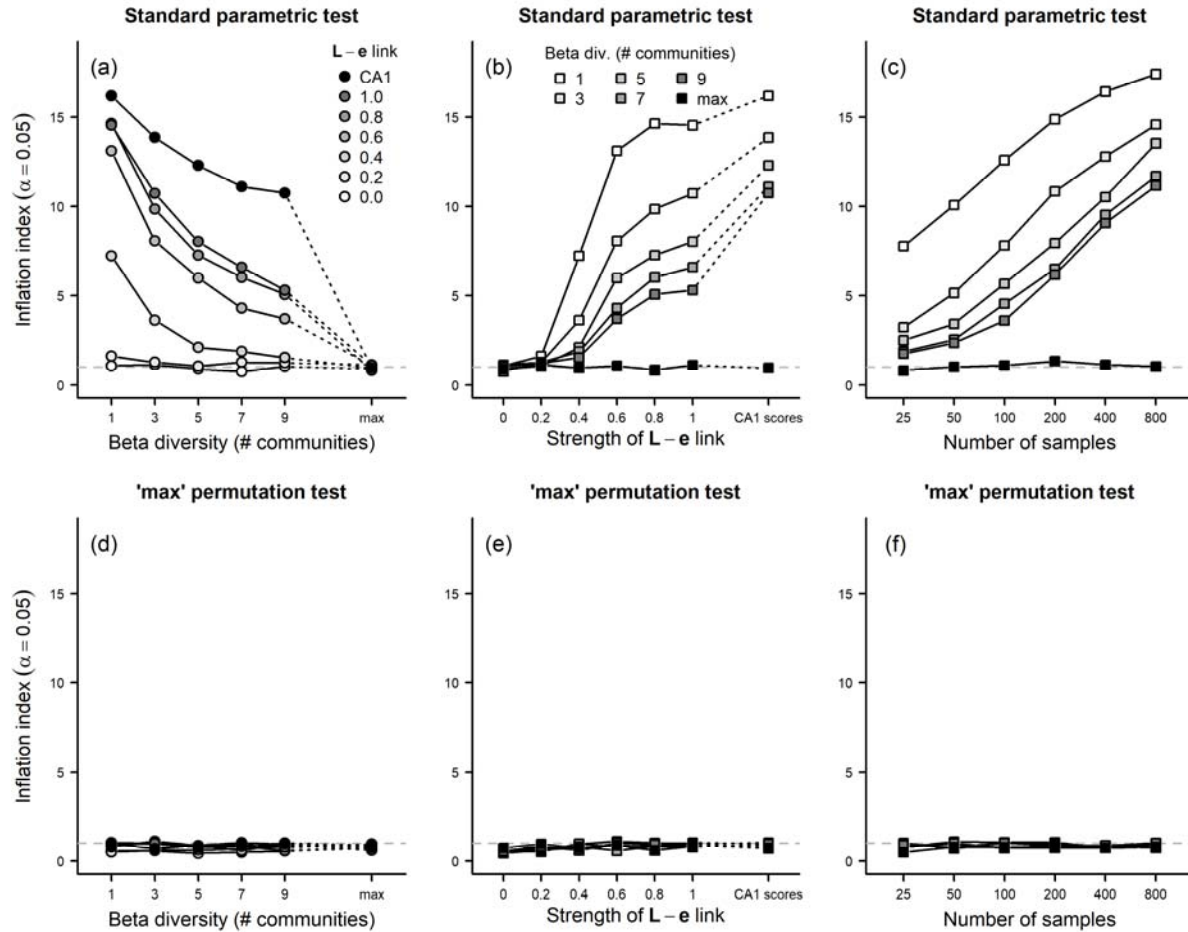 Standard parametric test
Standard parametric test
Standard parametric test
(a)
L – e link
CA1
1.0
0.8
0.6
0.4
0.2
0.0
Inflation index (α = 0.05)
15
10
5
0
1 3 5 7 9 max
Beta diversity (# communities)
(b)
Beta div. (# communities)
1 5 9
3 7 max
15
10
5
0
0 0.2 0.4 0.6 0.8 1 CA1 scores
Strength of L – e link
(c)
15
10
5
0
25 50 100 200 400 800
Number of samples
'max' permutation test
'max' permutation test
'max' permutation test
(d)
Inflation index (α = 0.05)
15
10
5
0
1 3 5 7 9 max
Beta diversity (# communities)
(e)
15
10
5
0
0 0.2 0.4 0.6 0.8 1 CA1 scores
Strength of L – e link
(f)
15
10
5
0
25 50 100 200 400 800
Number of samples